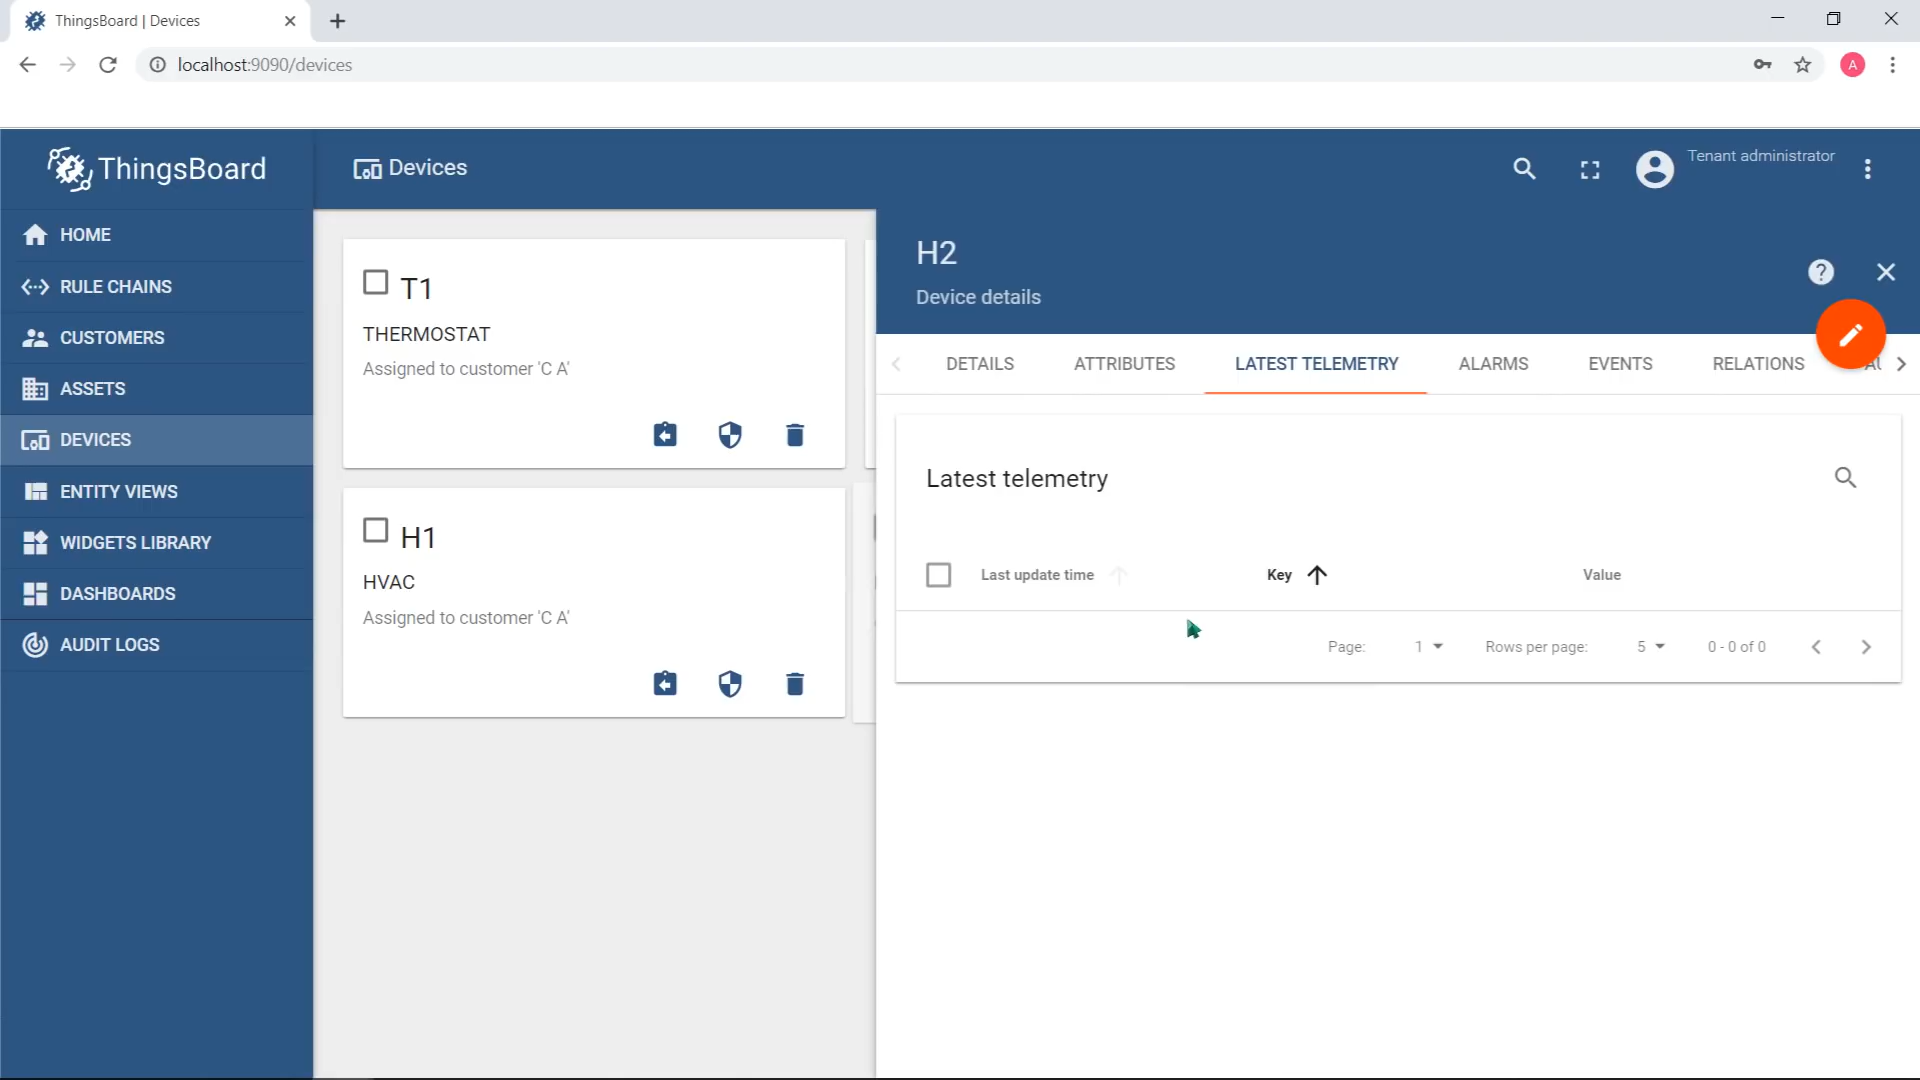 ThingsBoard | Devices
localhost:9090/devices
A
ThingsBoard
Devices
Tenant administrator
HOME
RULE CHAINS
CUSTOMERS
ASSETS
DEVICES
ENTITY VIEWS
WIDGETS LIBRARY
DASHBOARDS
AUDIT LOGS
T1
THERMOSTAT
Assigned to customer 'C A'
H1
HVAC
Assigned to customer 'C A'
H2
Device details
DETAILS ATTRIBUTES LATEST TELEMETRY ALARMS EVENTS RELATIONS
Latest telemetry
Last update time Key Value
Page: 1 Rows per page: 5 0 - 0 of 0